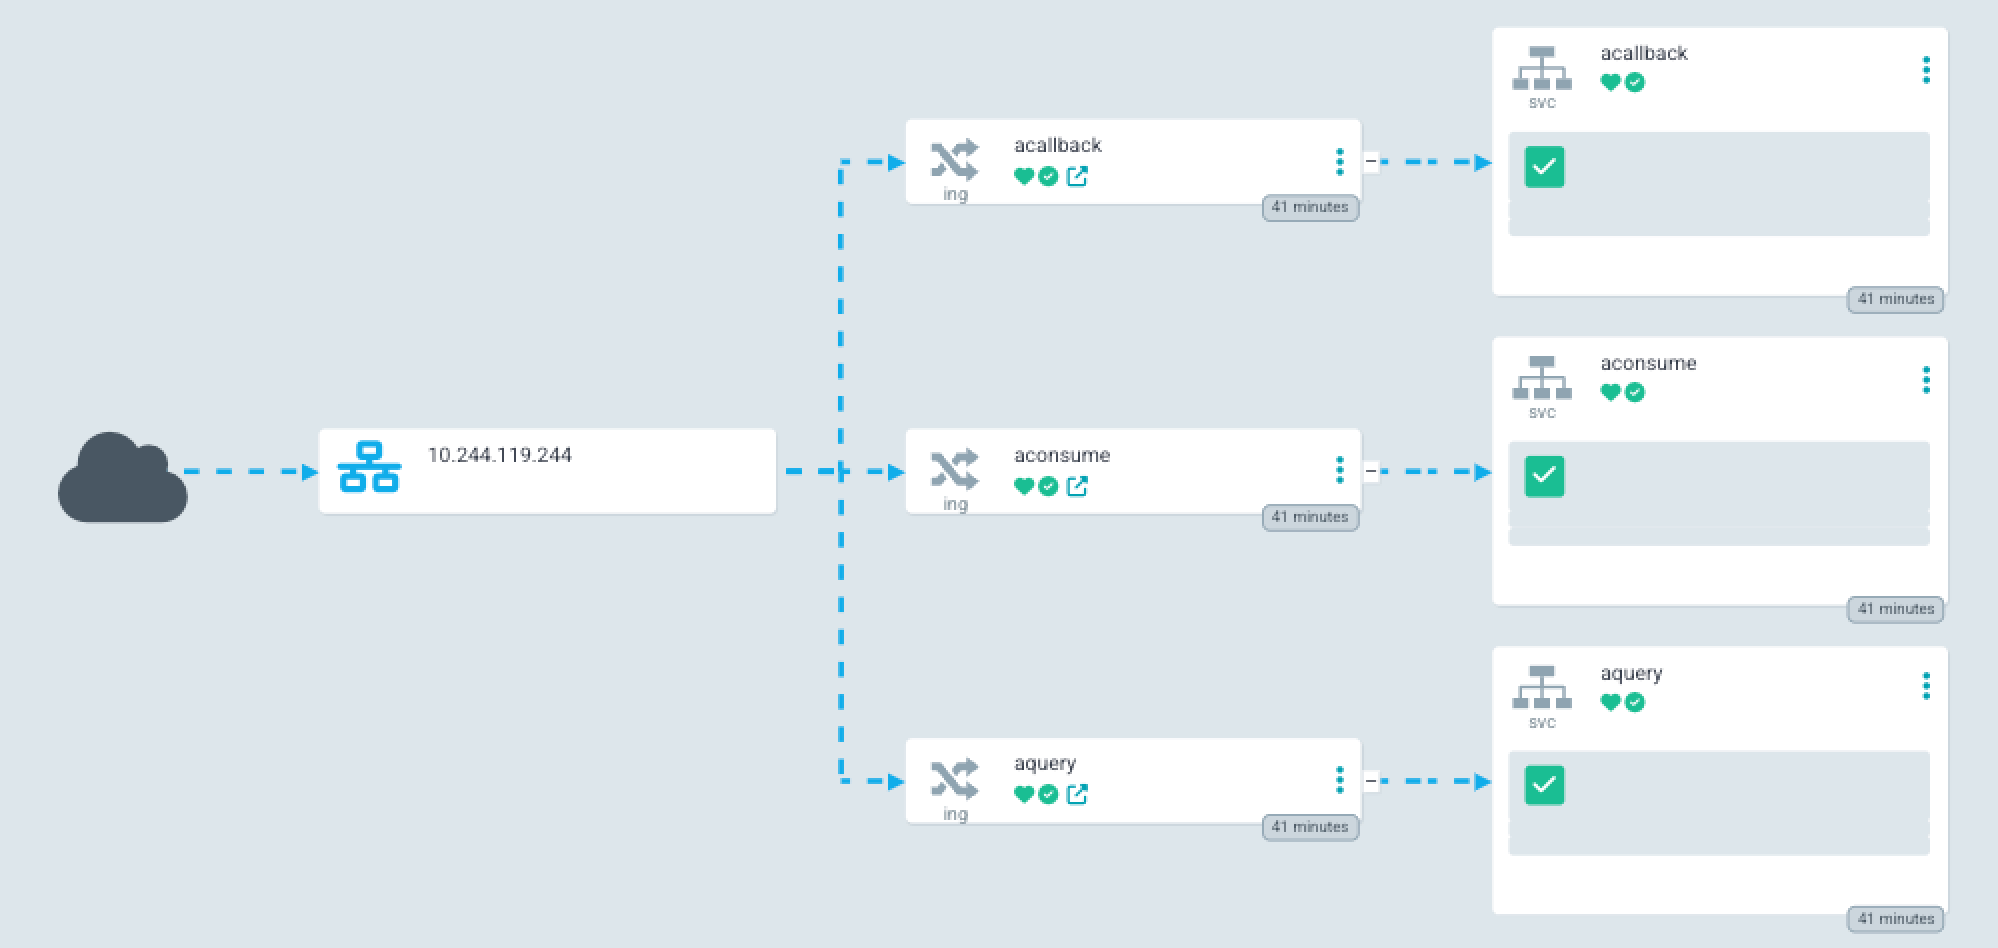 10.244.119.244
acallback
ing
41 minutes
aconsume
ing
41 minutes
aquery
ing
41 minutes
acallback
svc
41 minutes
aconsume
svc
41 minutes
aquery
svc
41 minutes